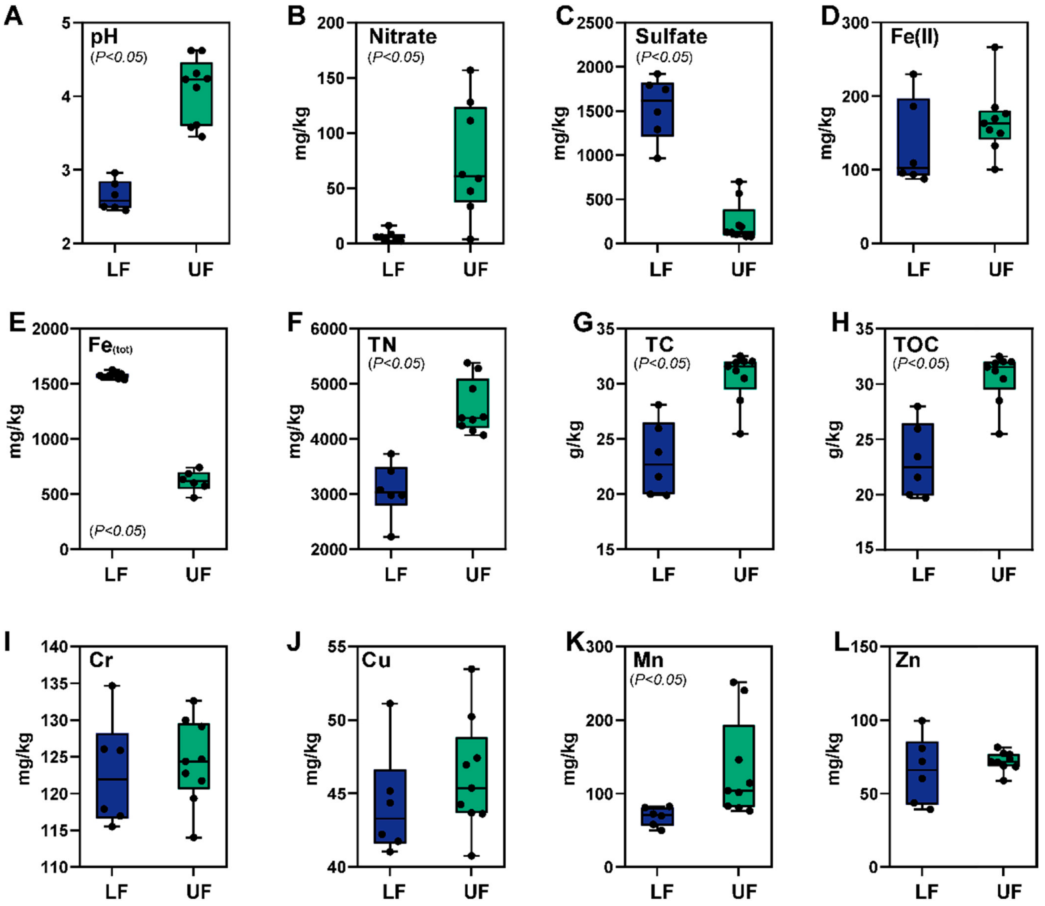 A
pH
(P<0.05)
mg/kg
5
4
3
2
LF
UF
B
Nitrate
(P<0.05)
mg/kg
200
150
100
50
0
LF
UF
C
Sulfate
(P<0.05)
mg/kg
2500
2000
1500
1000
500
0
LF
UF
D
Fe(II)
mg/kg
300
200
100
0
LF
UF
E
Fe(tot)
(P<0.05)
mg/kg
2000
1500
1000
500
0
LF
UF
F
TN
(P<0.05)
mg/kg
6000
5000
4000
3000
2000
LF
UF
G
TC
(P<0.05)
g/kg
35
30
25
20
15
LF
UF
H
TOC
(P<0.05)
g/kg
35
30
25
20
15
LF
UF
I
Cr
mg/kg
140
135
130
125
120
115
110
LF
UF
J
Cu
mg/kg
55
50
45
40
LF
UF
K
Mn
(P<0.05)
mg/kg
300
200
100
0
LF
UF
L
Zn
mg/kg
150
100
50
0
LF
UF